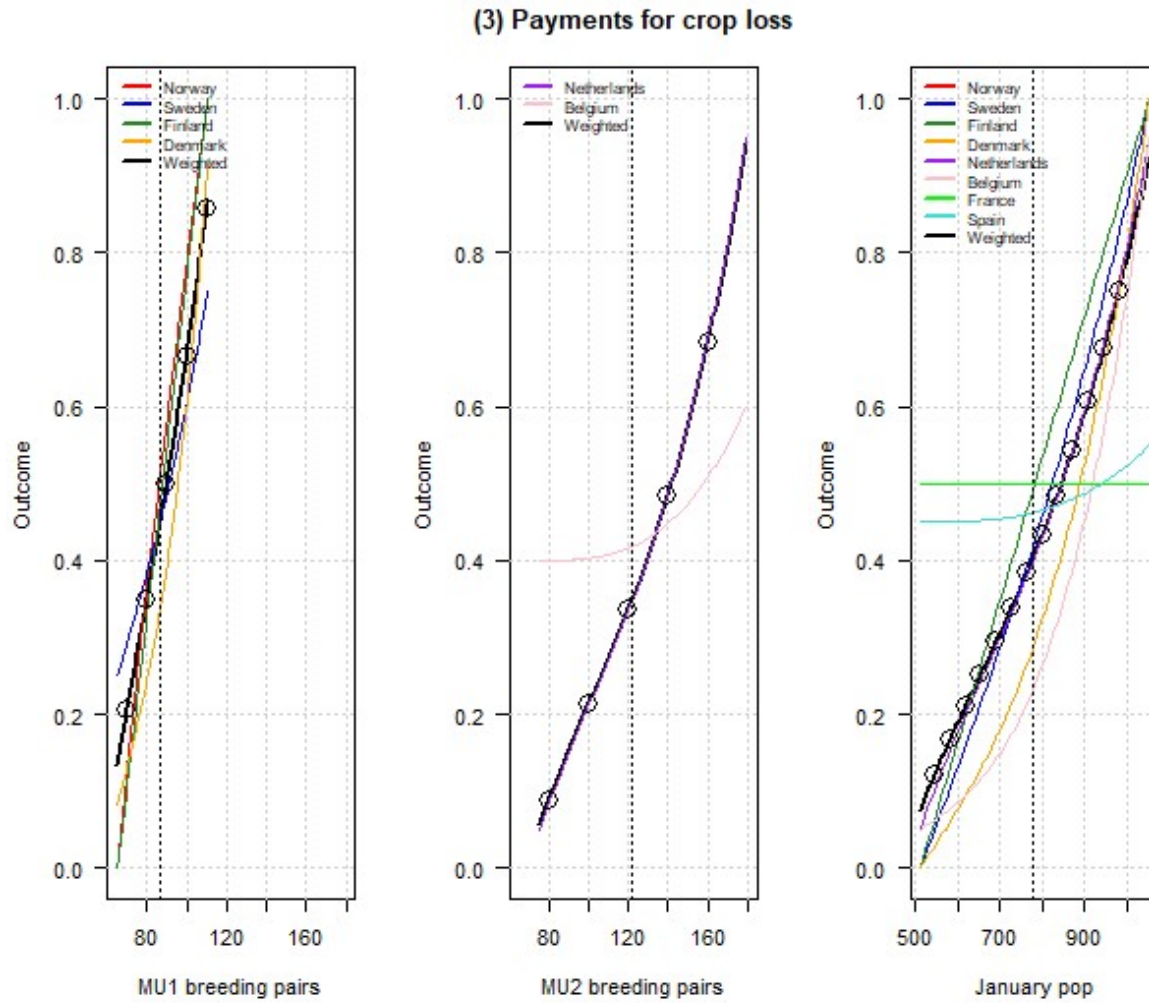 (3) Payments for crop loss
Outcome
1.0
0.8
0.6
0.4
0.2
0.0
Norway
Sweden
Finland
Denmark
Weighted
80 120 160
MU1 breeding pairs
Outcome
1.0
0.8
0.6
0.4
0.2
0.0
Netherlands
Belgium
Weighted
80 120 160
MU2 breeding pairs
Outcome
1.0
0.8
0.6
0.4
0.2
0.0
Norway
Sweden
Finland
Denmark
Netherlands
Belgium
France
Spain
Weighted
500 700 900
January pop